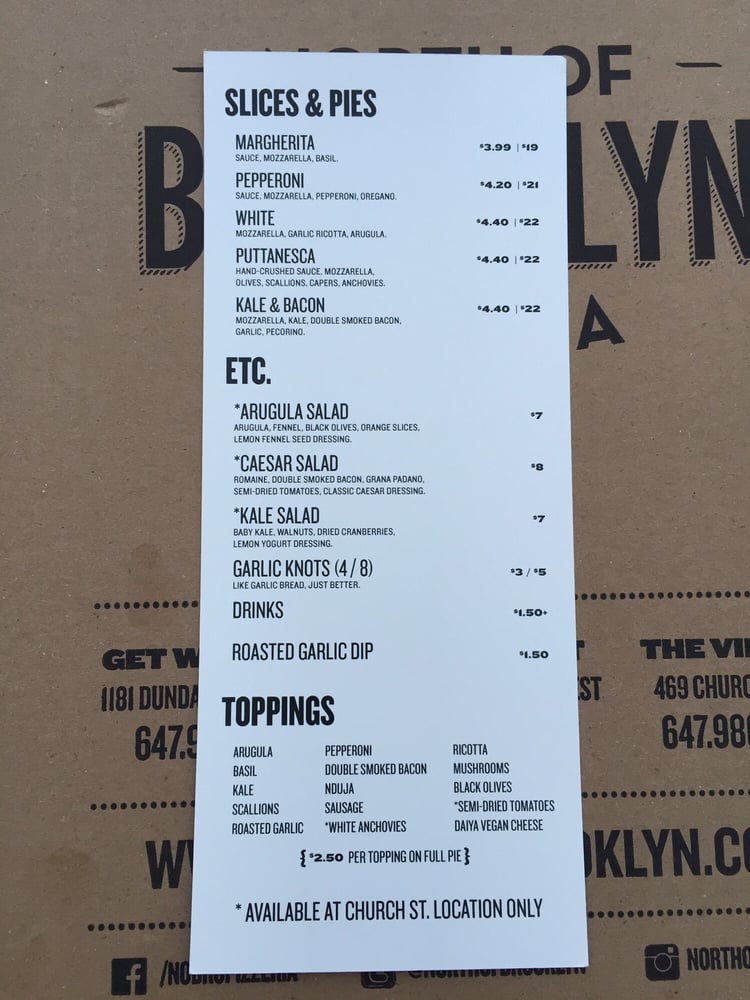 NORTH OF
SLICES & PIES
MARGHERITA $3.99 | $19
SAUCE, MOZZARELLA, BASIL.
PEPPERONI $4.20 | $21
SAUCE, MOZZARELLA, PEPPERONI, OREGANO.
WHITE $4.40 | $22
MOZZARELLA, GARLIC RICOTTA, ARUGULA.
PUTTANESCA $4.40 | $22
HAND-CRUSHED SAUCE, MOZZARELLA,
OLIVES, SCALLIONS, CAPERS, ANCHOVIES.
KALE & BACON $4.40 | $22
MOZZARELLA, KALE, DOUBLE SMOKED BACON,
GARLIC, PECORINO.
ETC.
*ARUGULA SALAD $7
ARUGULA, FENNEL, BLACK OLIVES, ORANGE SLICES,
LEMON FENNEL SEED DRESSING.
*CAESAR SALAD $8
ROMAINE, DOUBLE SMOKED BACON, GRANA PADANO,
SEMI-DRIED TOMATOES, CLASSIC CAESAR DRESSING.
*KALE SALAD $7
BABY KALE, WALNUTS, DRIED CRANBERRIES,
LEMON YOGURT DRESSING.
GARLIC KNOTS (4 / 8) $3 / $5
LIKE GARLIC BREAD, JUST BETTER.
DRINKS $1.50+
ROASTED GARLIC DIP $1.50
TOPPINGS
ARUGULA PEPPERONI RICOTTA
BASIL DOUBLE SMOKED BACON MUSHROOMS
KALE NDUJA BLACK OLIVES
SCALLIONS SAUSAGE *SEMI-DRIED TOMATOES
ROASTED GARLIC *WHITE ANCHOVIES DAIYA VEGAN CHEESE
{ $2.50 PER TOPPING ON FULL PIE }
* AVAILABLE AT CHURCH ST. LOCATION ONLY
B LYN
A
GET W THE VI
1181 DUNDA ST 469 CHURC
647.9 647.98
WW OKLYN.CO
/NOBROPIZZERIA @NORTHOFBROOKLYN NORTHO